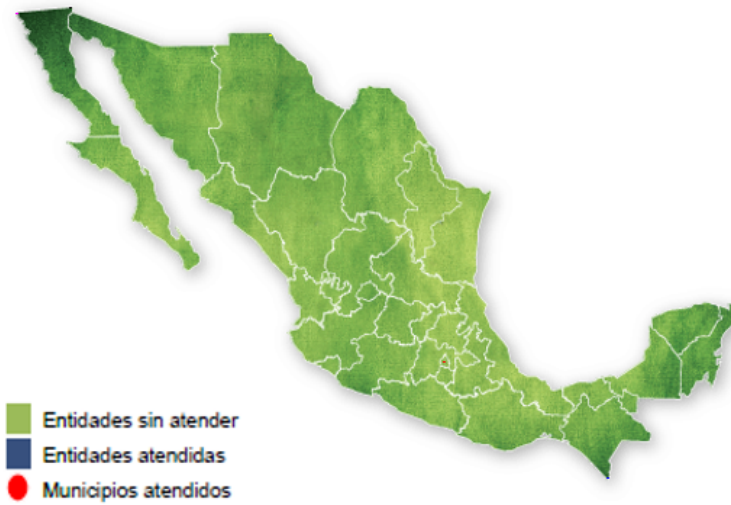 Entidades sin atender
Entidades atendidas
Municipios atendidos